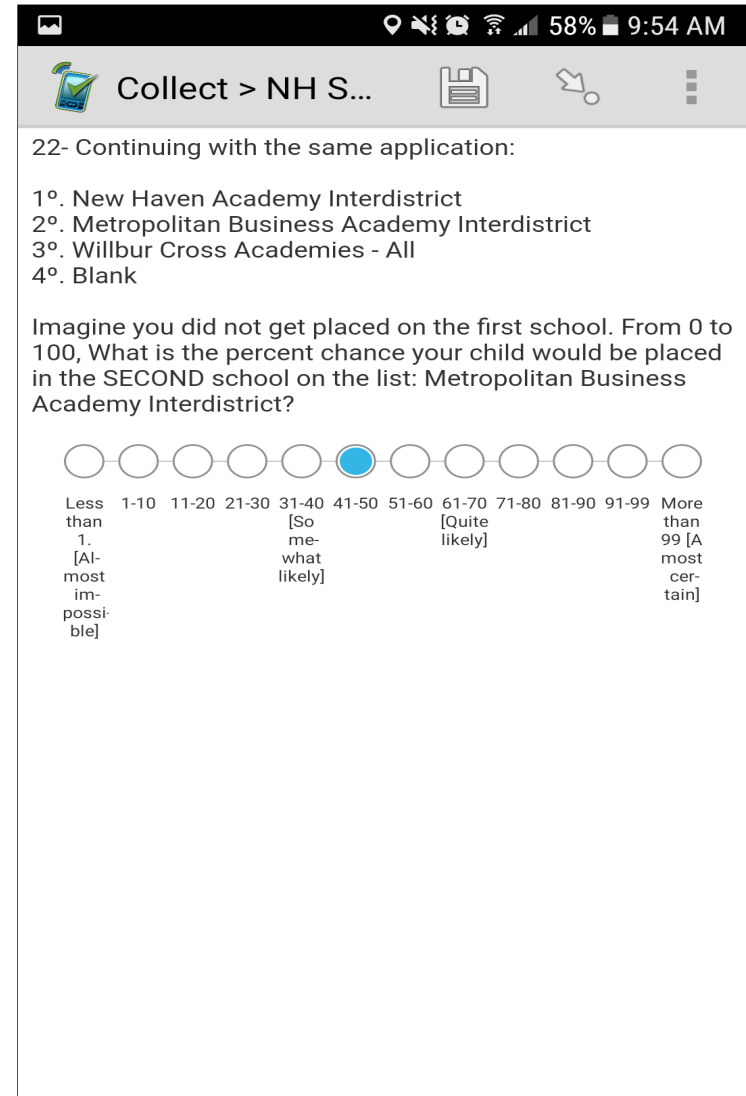 58% 9:54 AM
Collect > NH S...
22- Continuing with the same application:
1º. New Haven Academy Interdistrict
2º. Metropolitan Business Academy Interdistrict
3º. Willbur Cross Academies - All
4º. Blank
Imagine you did not get placed on the first school. From 0 to
100, What is the percent chance your child would be placed
in the SECOND school on the list: Metropolitan Business
Academy Interdistrict?
Less 1-10 11-20 21-30 31-40 41-50 51-60 61-70 71-80 81-90 91-99 More
than [So [Quite than
1. me- likely] 99 [A
[Al- what most
most likely] cer-
im- tain]
possi-
ble]